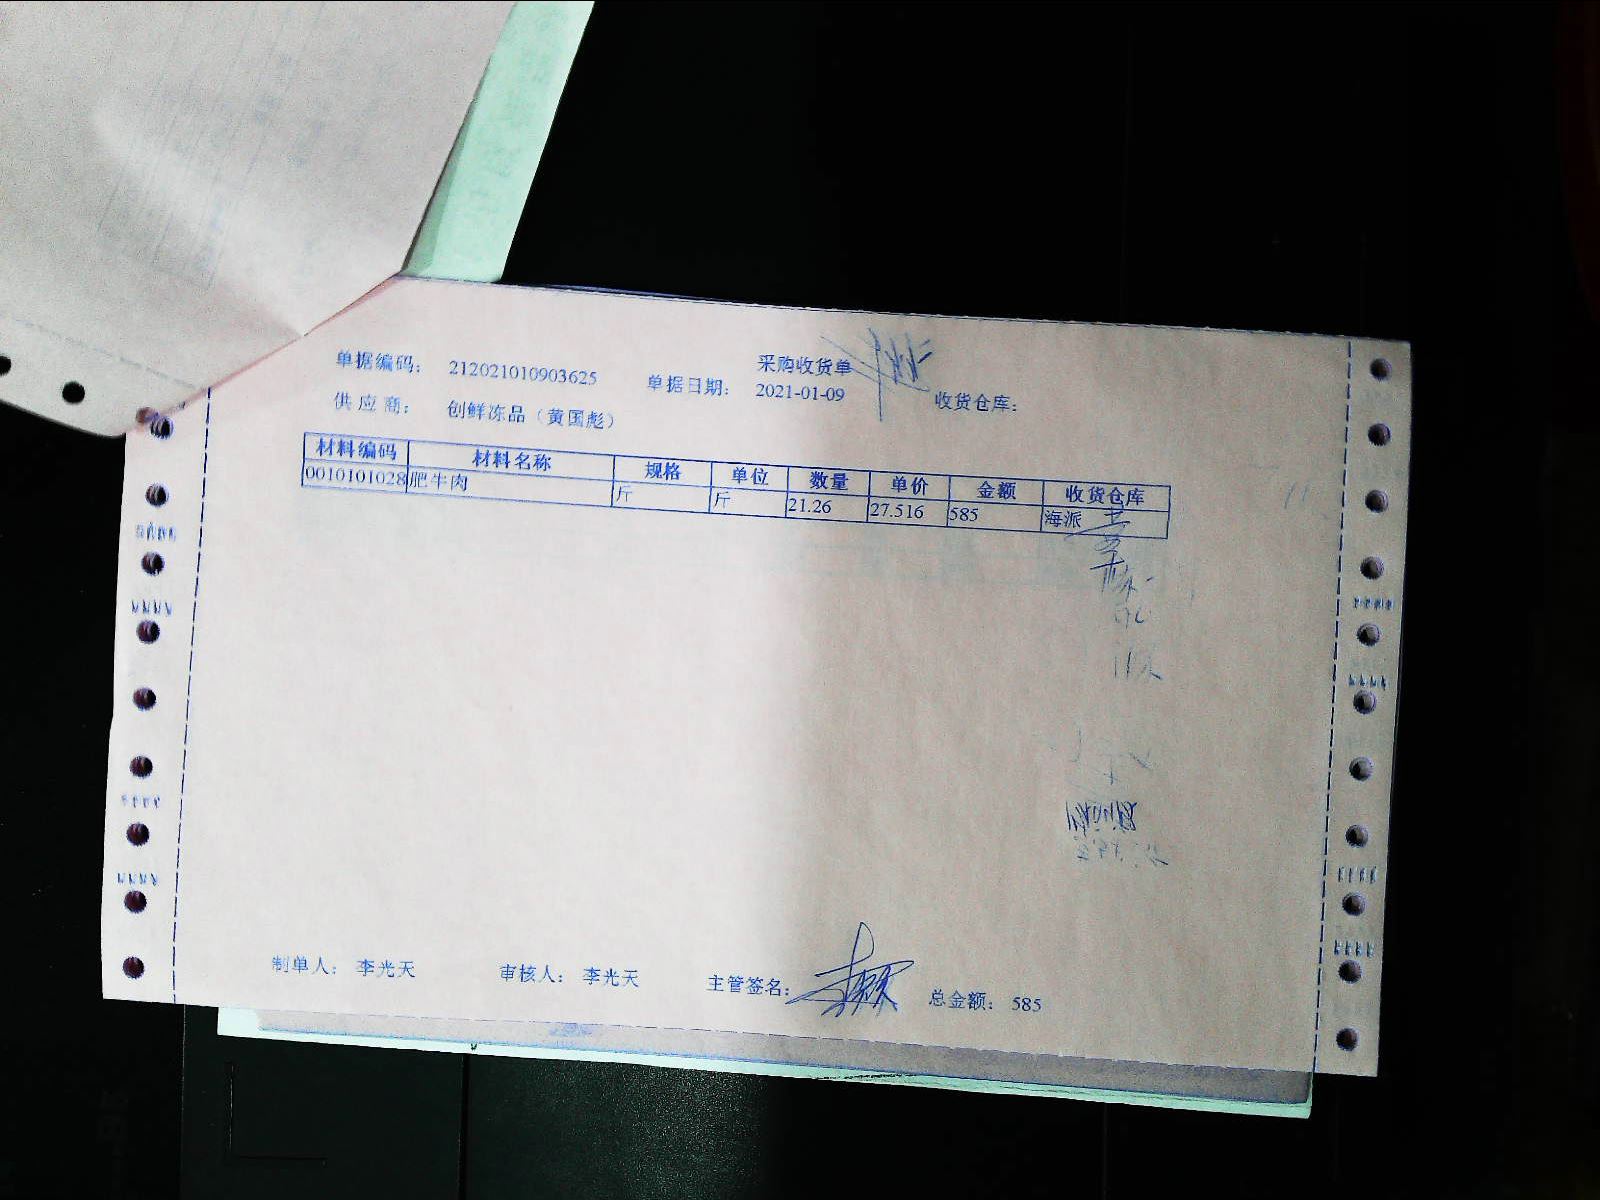 采购收货单
单据编码： 212021010903625 单据日期： 2021-01-09 收货仓库：
供应商： 创鲜冻品（黄国彪）
材料编码 材料名称 规格 单位 数量 单价 金额 收货仓库
0010101028 肥牛肉 斤 斤 21.26 27.516 585 海派
制单人： 李光天 审核人： 李光天 主管签名： 总金额： 585